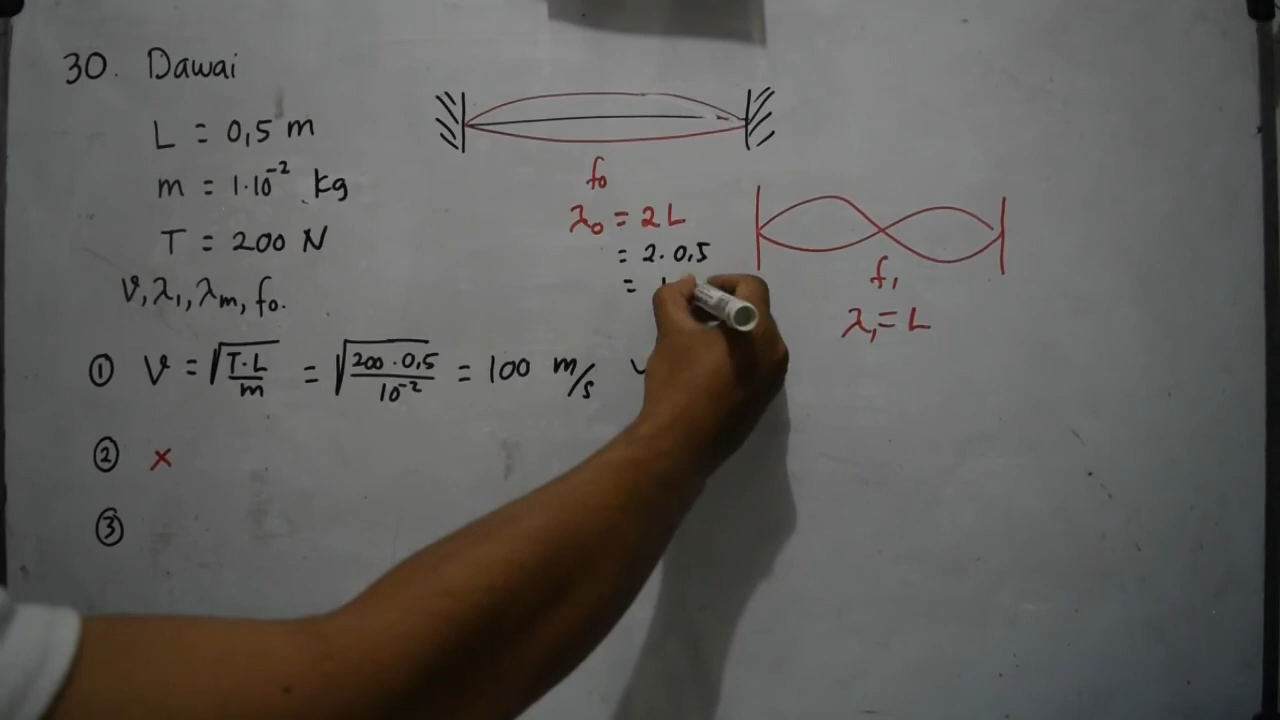 30. Dawai
L = 0,5 m
m = 1·10⁻² kg
T = 200 N
v, λ₁, λm, f₀.
f₀
λ₀ = 2L
= 2·0,5
=
f₁
λ₁ = L
① V = √(T·L/m) = √(200·0,5/10⁻²) = 100 m/s
② ×
③